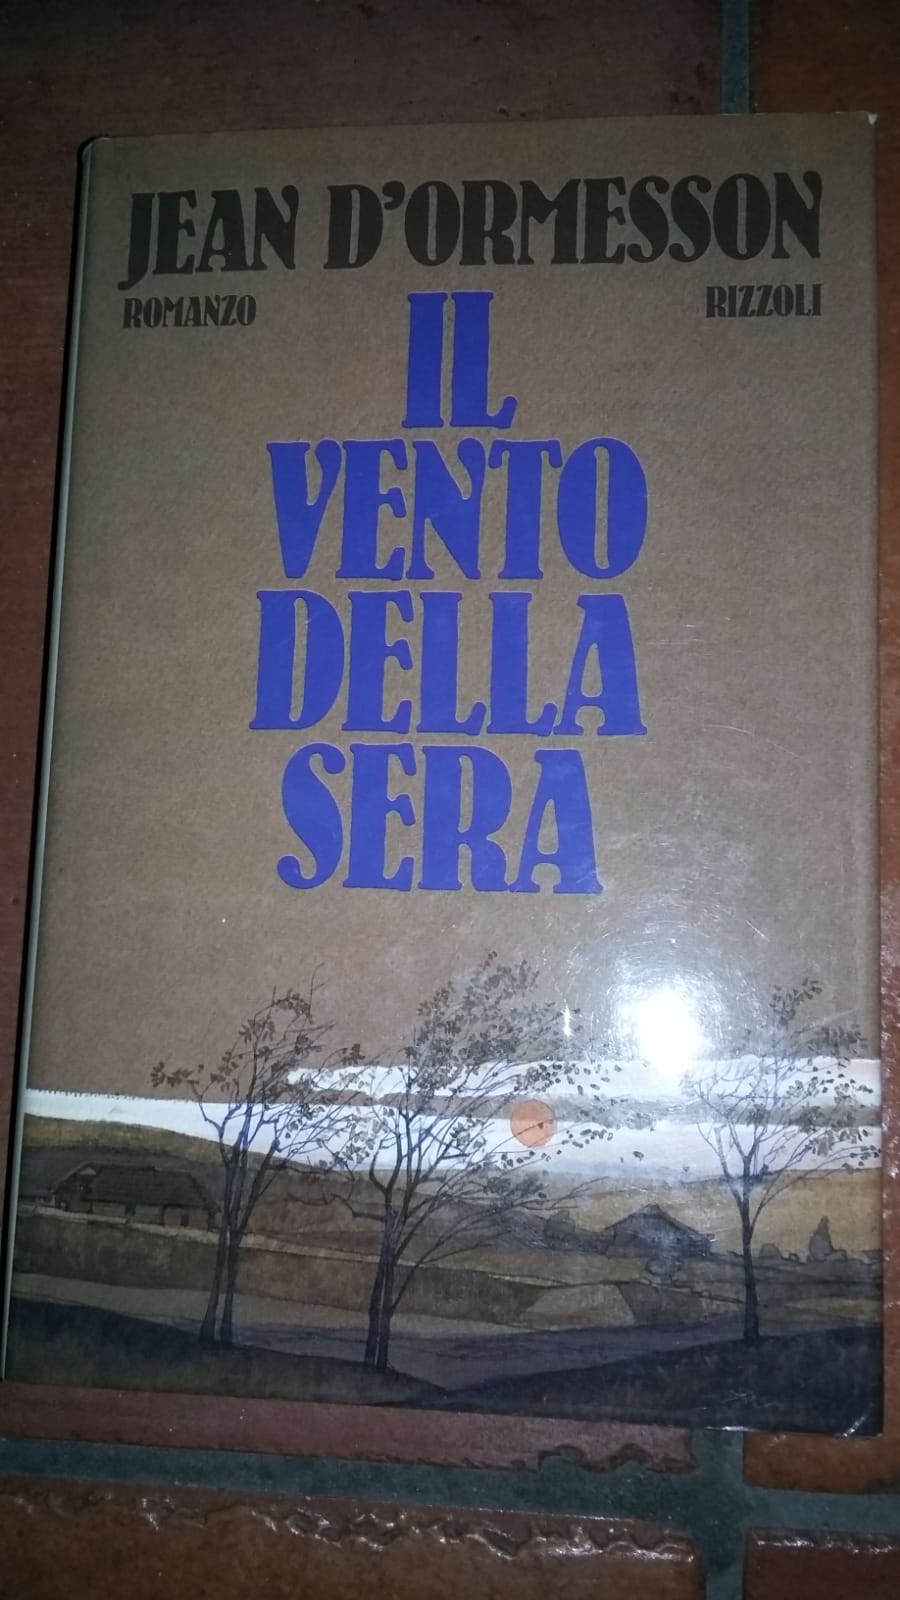 JEAN D'ORMESSON
ROMANZO RIZZOLI
IL
VENTO
DELLA
SERA